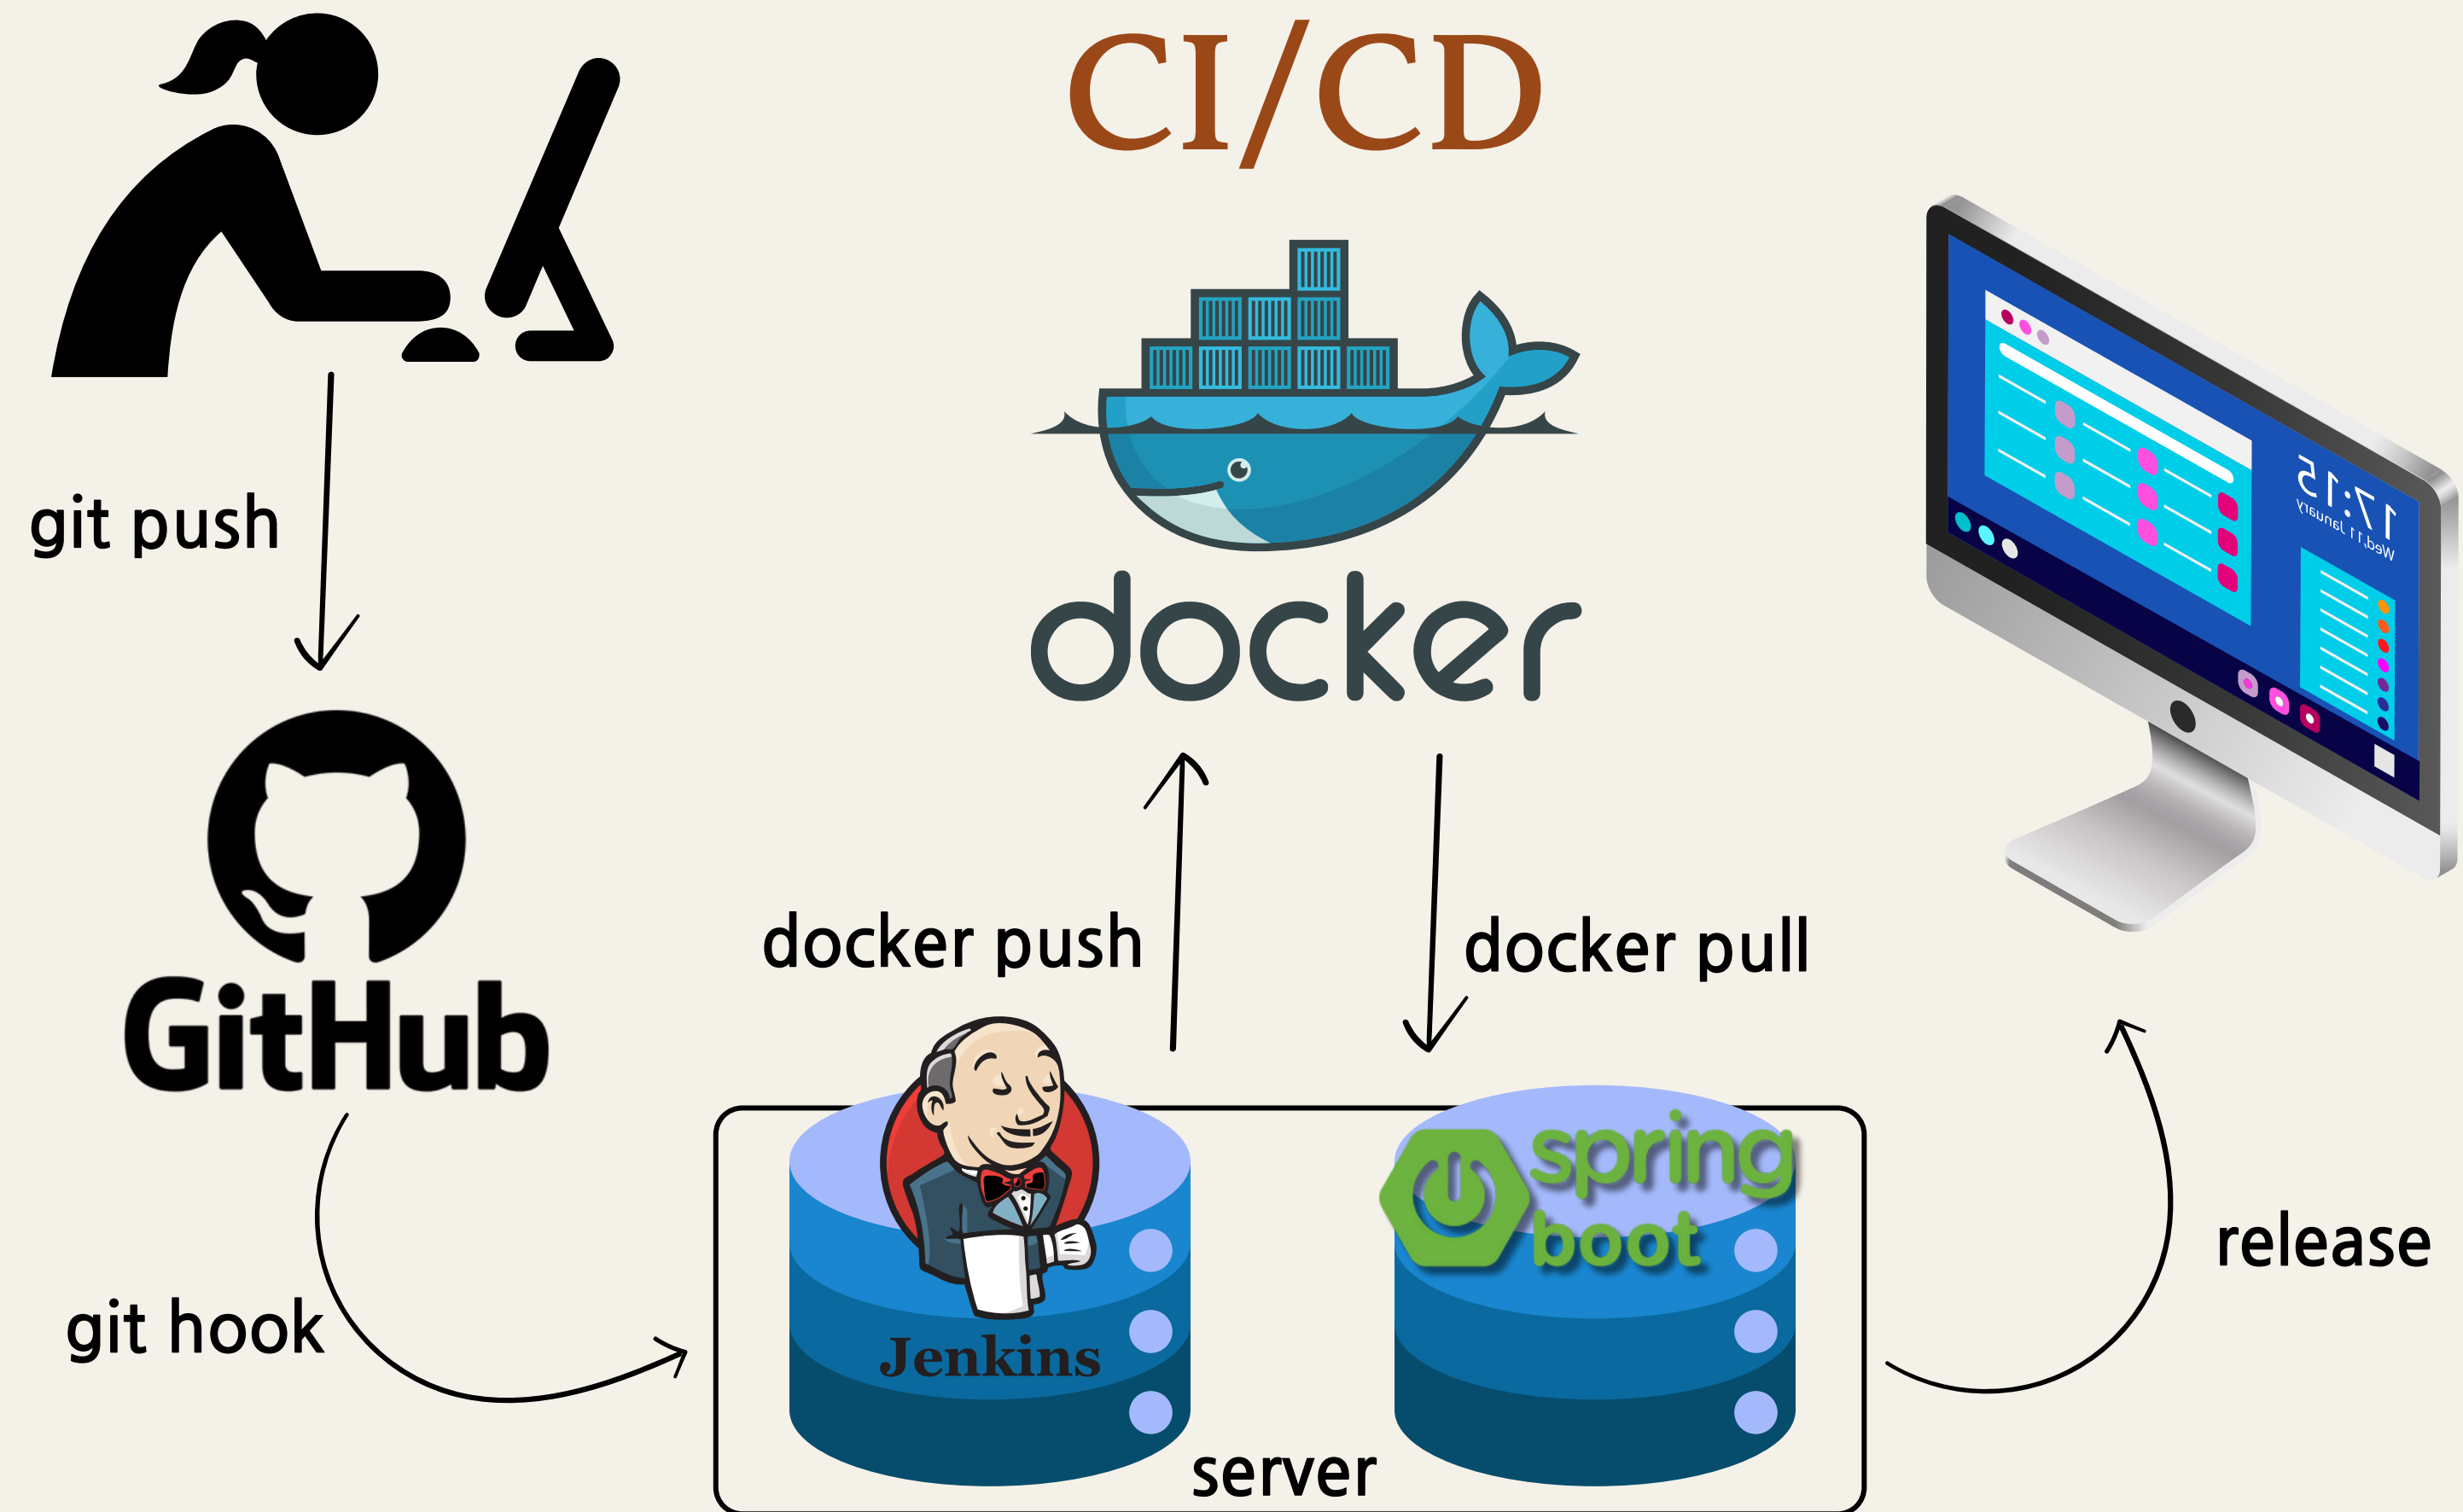 CI/CD
17:15
Wed,11 January
git push
docker
GitHub
docker push
docker pull
spring
boot
release
git hook
Jenkins
server